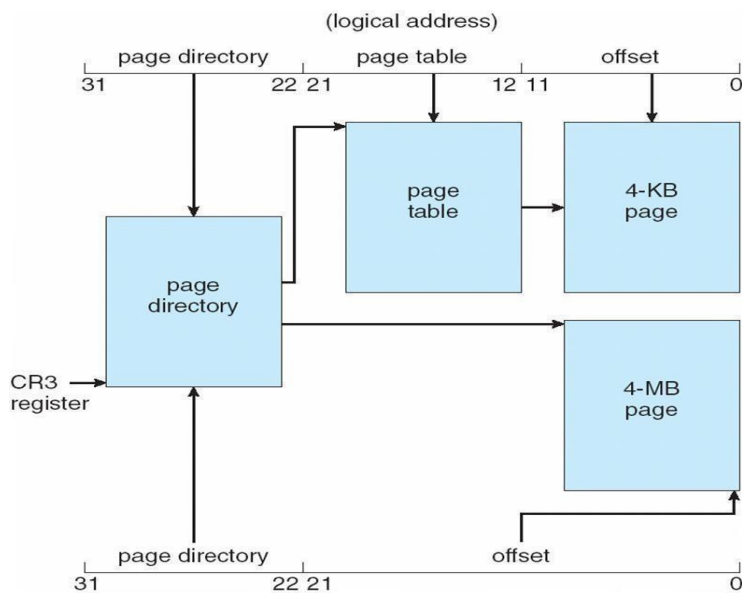 (logical address)
page directory page table offset
31 22 21 12 11 0
page
table
4-KB
page
page
directory
4-MB
page
CR3
register
page directory offset
31 22 21 0